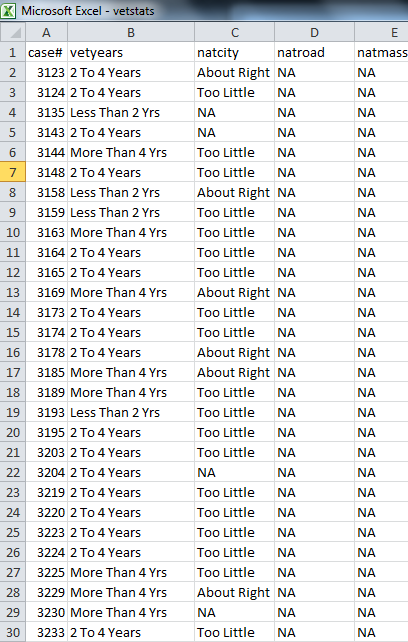 Microsoft Excel - vetstats
A B C D E
1 case# vetyears natcity natroad natmass
2 3123 2 To 4 Years About Right NA NA
3 3124 2 To 4 Years Too Little NA NA
4 3135 Less Than 2 Yrs NA NA NA
5 3143 2 To 4 Years NA NA NA
6 3144 More Than 4 Yrs Too Little NA NA
7 3148 2 To 4 Years Too Little NA NA
8 3158 Less Than 2 Yrs About Right NA NA
9 3159 Less Than 2 Yrs Too Little NA NA
10 3163 More Than 4 Yrs Too Little NA NA
11 3164 2 To 4 Years Too Little NA NA
12 3165 2 To 4 Years Too Little NA NA
13 3169 More Than 4 Yrs About Right NA NA
14 3173 2 To 4 Years Too Little NA NA
15 3174 2 To 4 Years Too Little NA NA
16 3178 2 To 4 Years About Right NA NA
17 3185 More Than 4 Yrs About Right NA NA
18 3189 More Than 4 Yrs Too Little NA NA
19 3193 Less Than 2 Yrs Too Little NA NA
20 3195 2 To 4 Years Too Little NA NA
21 3203 2 To 4 Years Too Little NA NA
22 3204 2 To 4 Years NA NA NA
23 3219 2 To 4 Years Too Little NA NA
24 3220 2 To 4 Years Too Little NA NA
25 3223 2 To 4 Years Too Little NA NA
26 3224 2 To 4 Years Too Little NA NA
27 3225 More Than 4 Yrs Too Little NA NA
28 3229 More Than 4 Yrs About Right NA NA
29 3230 More Than 4 Yrs NA NA NA
30 3233 2 To 4 Years Too Little NA NA